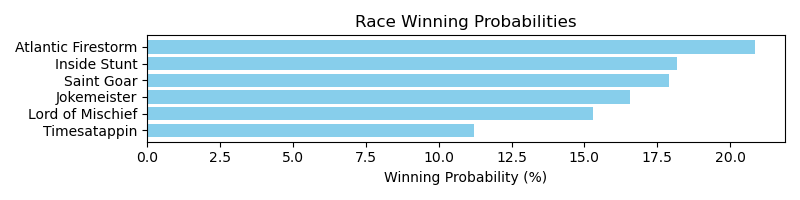 Race Winning Probabilities
Atlantic Firestorm
Inside Stunt
Saint Goar
Jokemeister
Lord of Mischief
Timesatappin
0.0 2.5 5.0 7.5 10.0 12.5 15.0 17.5 20.0
Winning Probability (%)